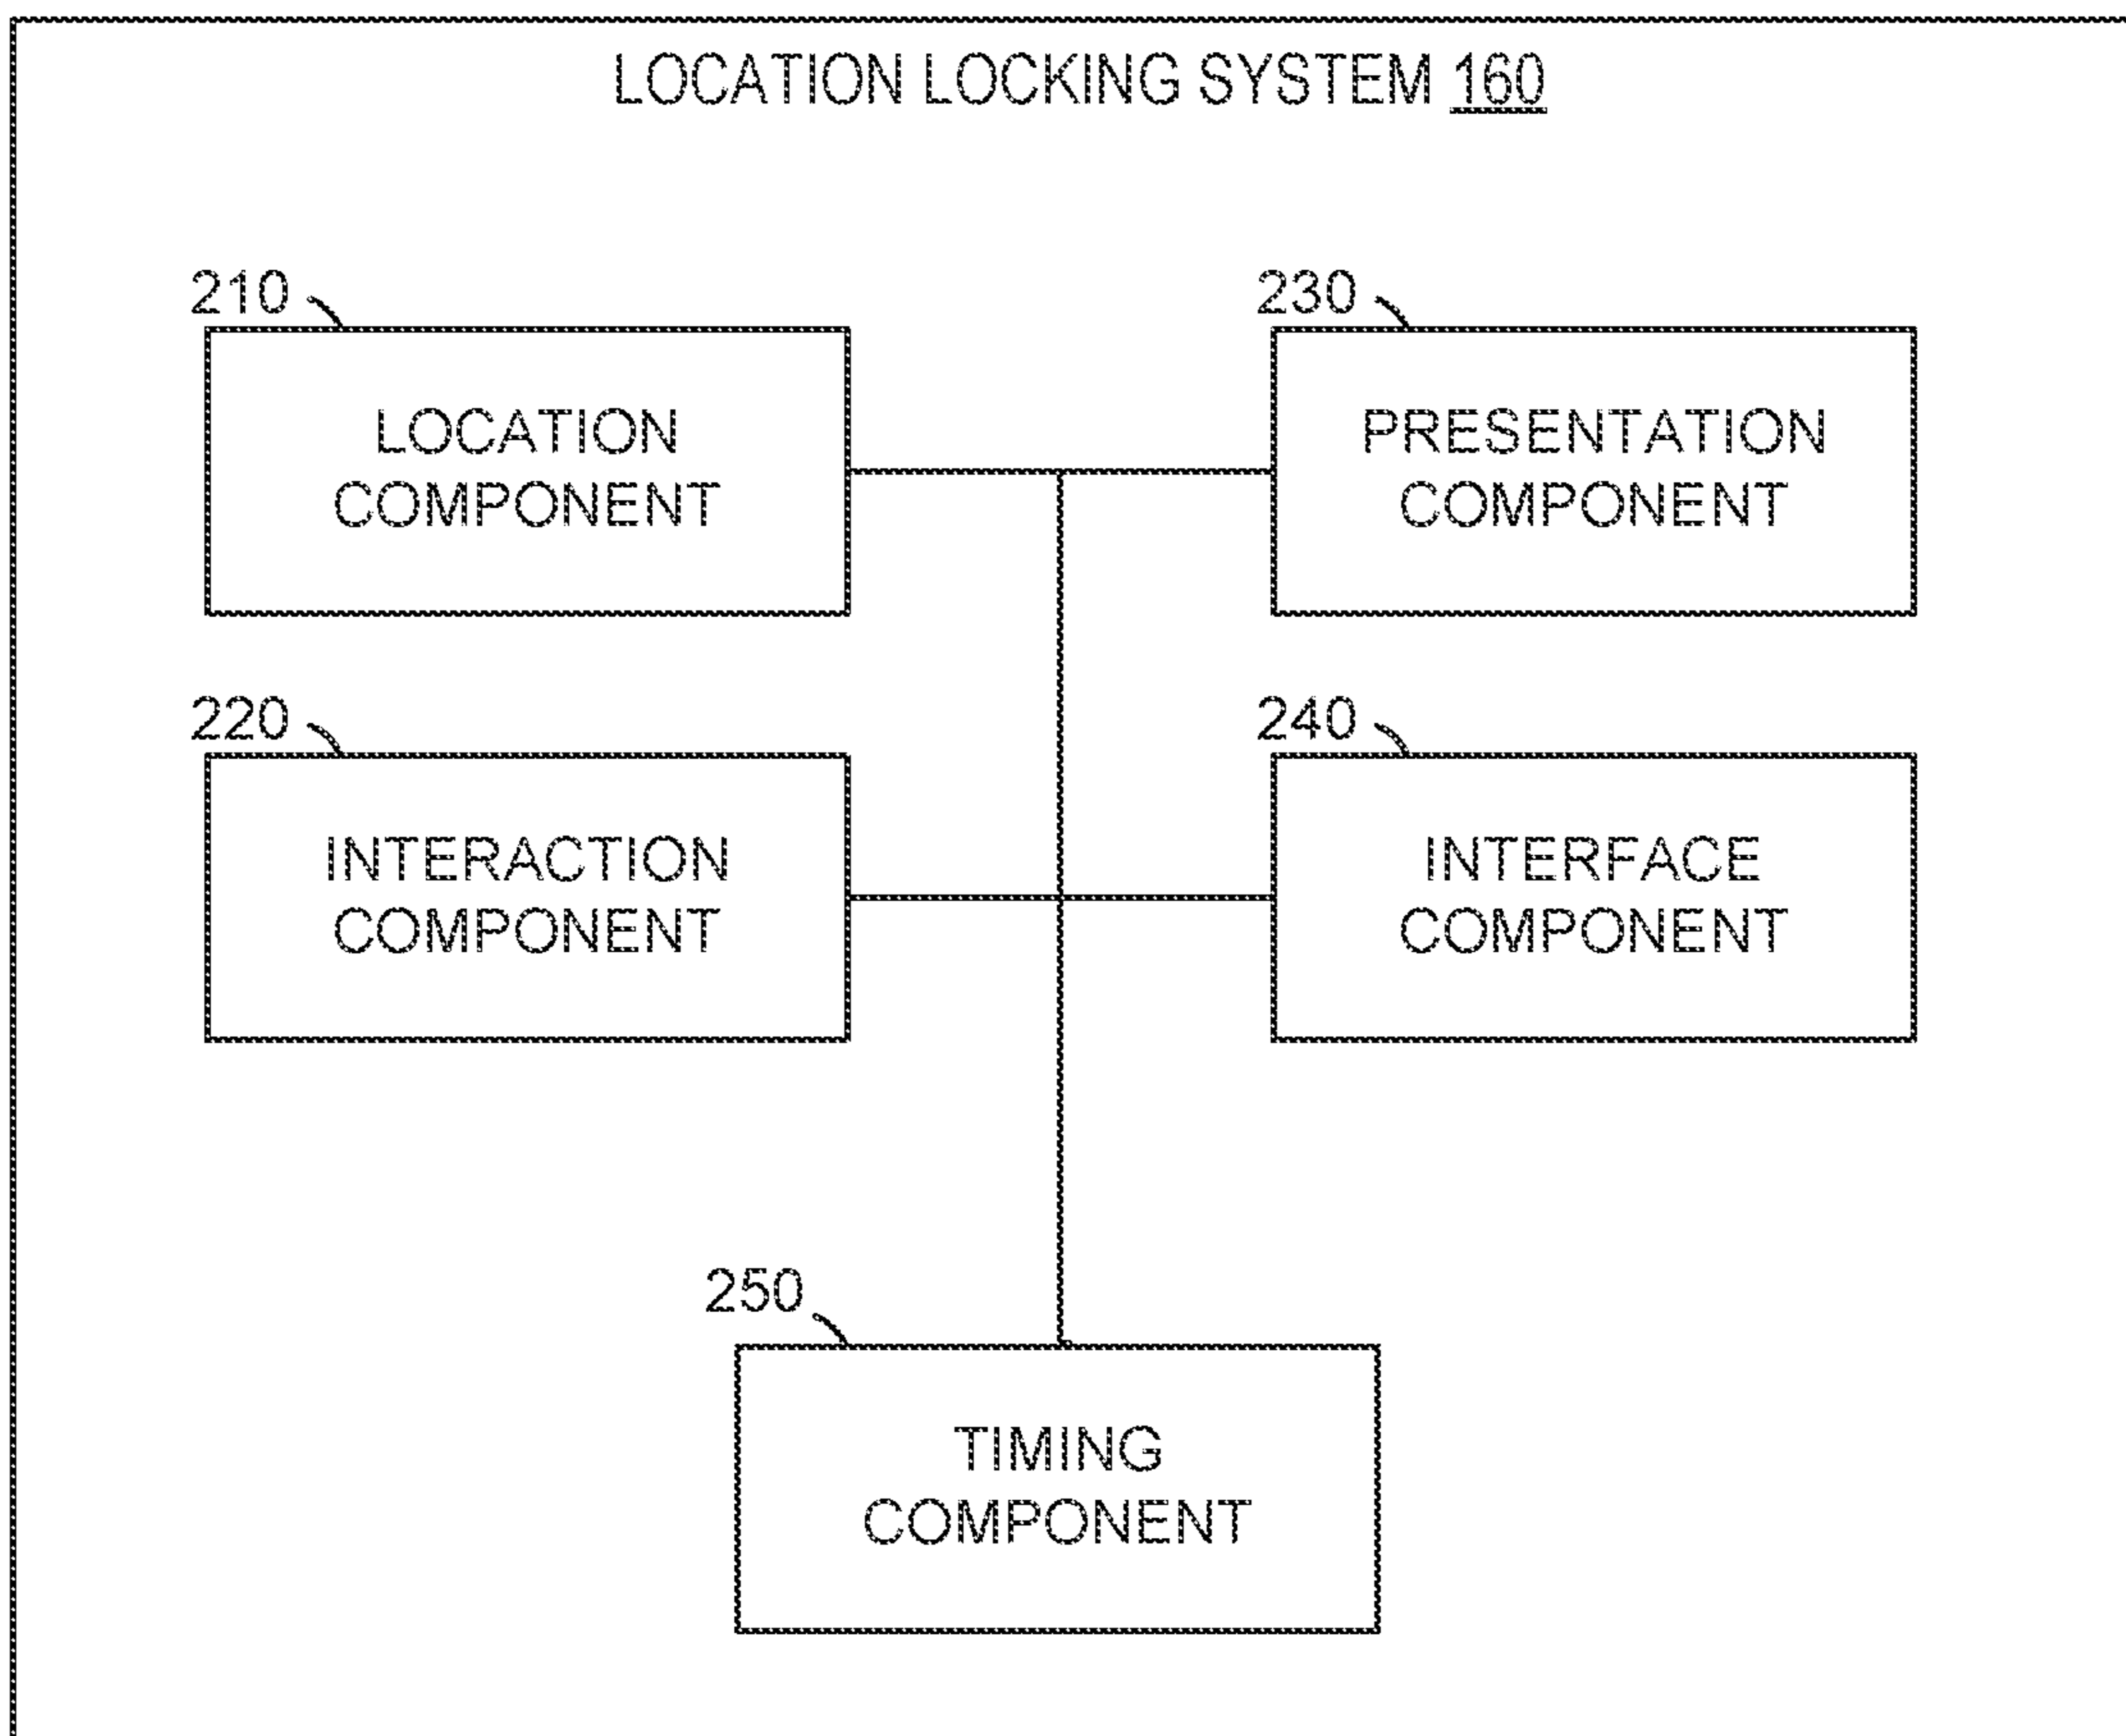 LOCATION LOCKING SYSTEM 160
210
LOCATION
COMPONENT
230
PRESENTATION
COMPONENT
220
INTERACTION
COMPONENT
240
INTERFACE
COMPONENT
250
TIMING
COMPONENT